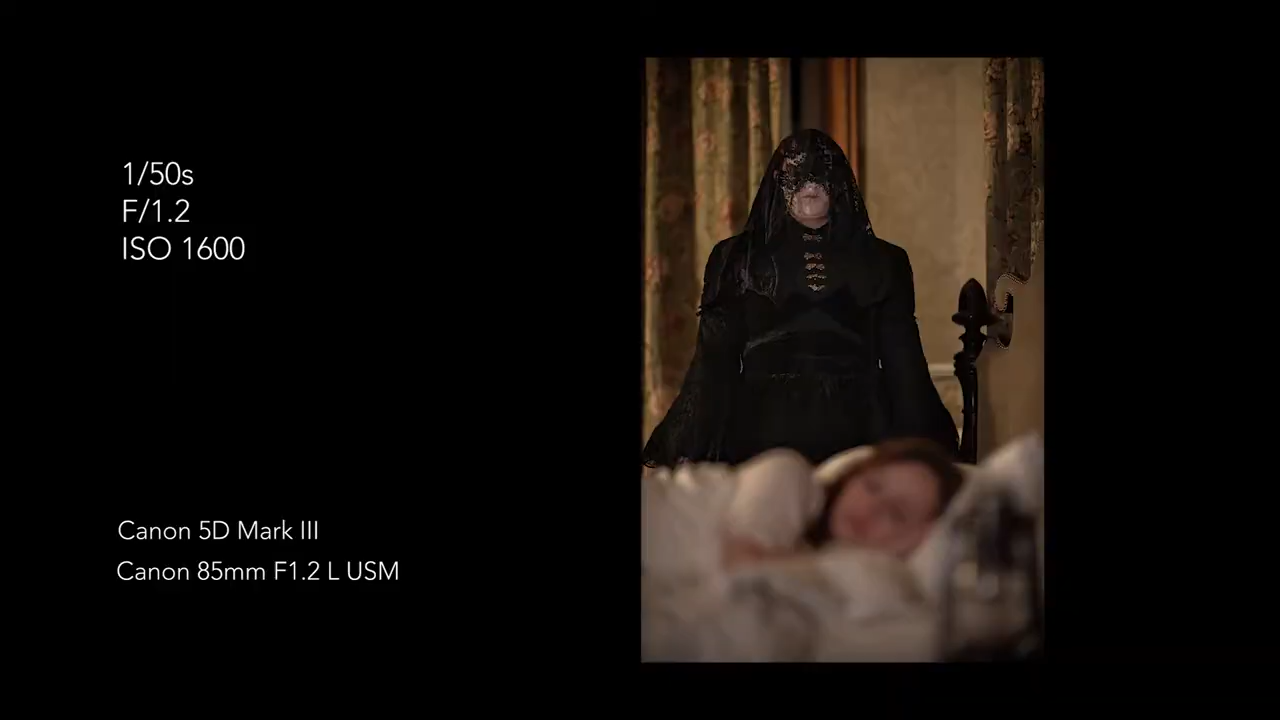 1/50s
F/1.2
ISO 1600
Canon 5D Mark III
Canon 85mm F1.2 L USM